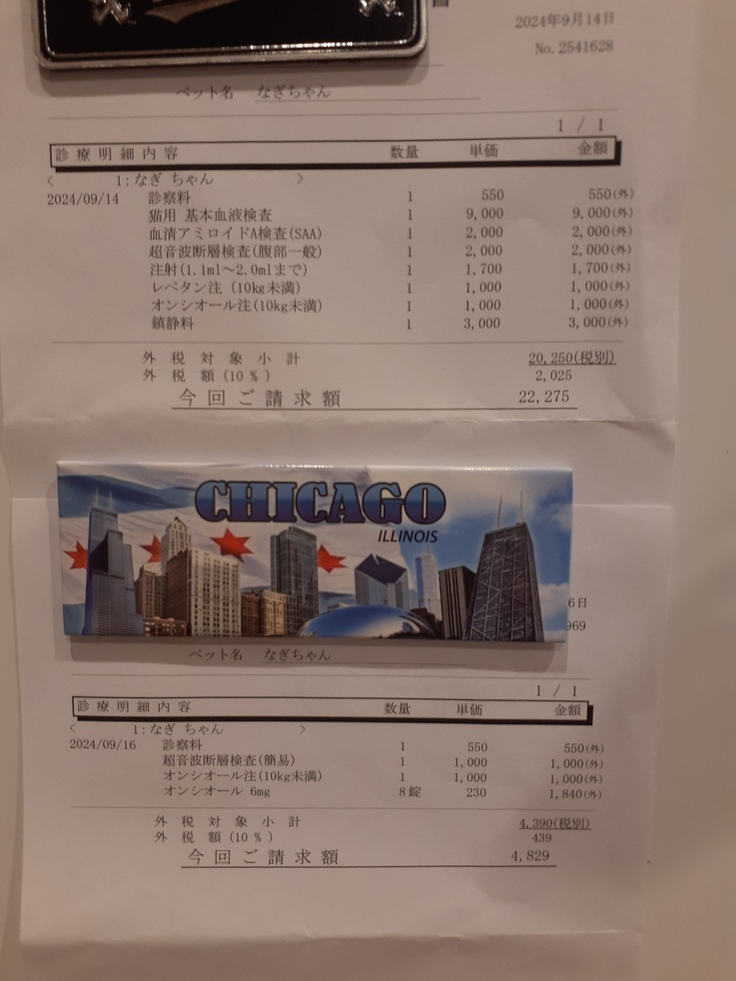 2024年9月14日
No. 2541628
ペット名 なぎちゃん
1 / 1
診療明細内容 数量 単価 金額
< 1:なぎ ちゃん >
2024/09/14 診察料 1 550 550(外)
猫用 基本血液検査 1 9,000 9,000(外)
血清アミロイドA検査(SAA) 1 2,000 2,000(外)
超音波断層検査(腹部一般) 1 2,000 2,000(外)
注射(1.1ml～2.0mlまで) 1 1,700 1,700(外)
レペタン注 (10kg未満) 1 1,000 1,000(外)
オンシオール注(10kg未満) 1 1,000 1,000(外)
鎮静料 1 3,000 3,000(外)
外税対象小計 20,250(税別)
外税額(10%) 2,025
今回ご請求額 22,275
CHICAGO
ILLINOIS
6日
969
ペット名 なぎちゃん
1 / 1
診療明細内容 数量 単価 金額
< 1:なぎ ちゃん >
2024/09/16 診察料 1 550 550(外)
超音波断層検査(簡易) 1 1,000 1,000(外)
オンシオール注(10kg未満) 1 1,000 1,000(外)
オンシオール 6mg 8錠 230 1,840(外)
外税対象小計 4,390(税別)
外税額(10%) 439
今回ご請求額 4,829